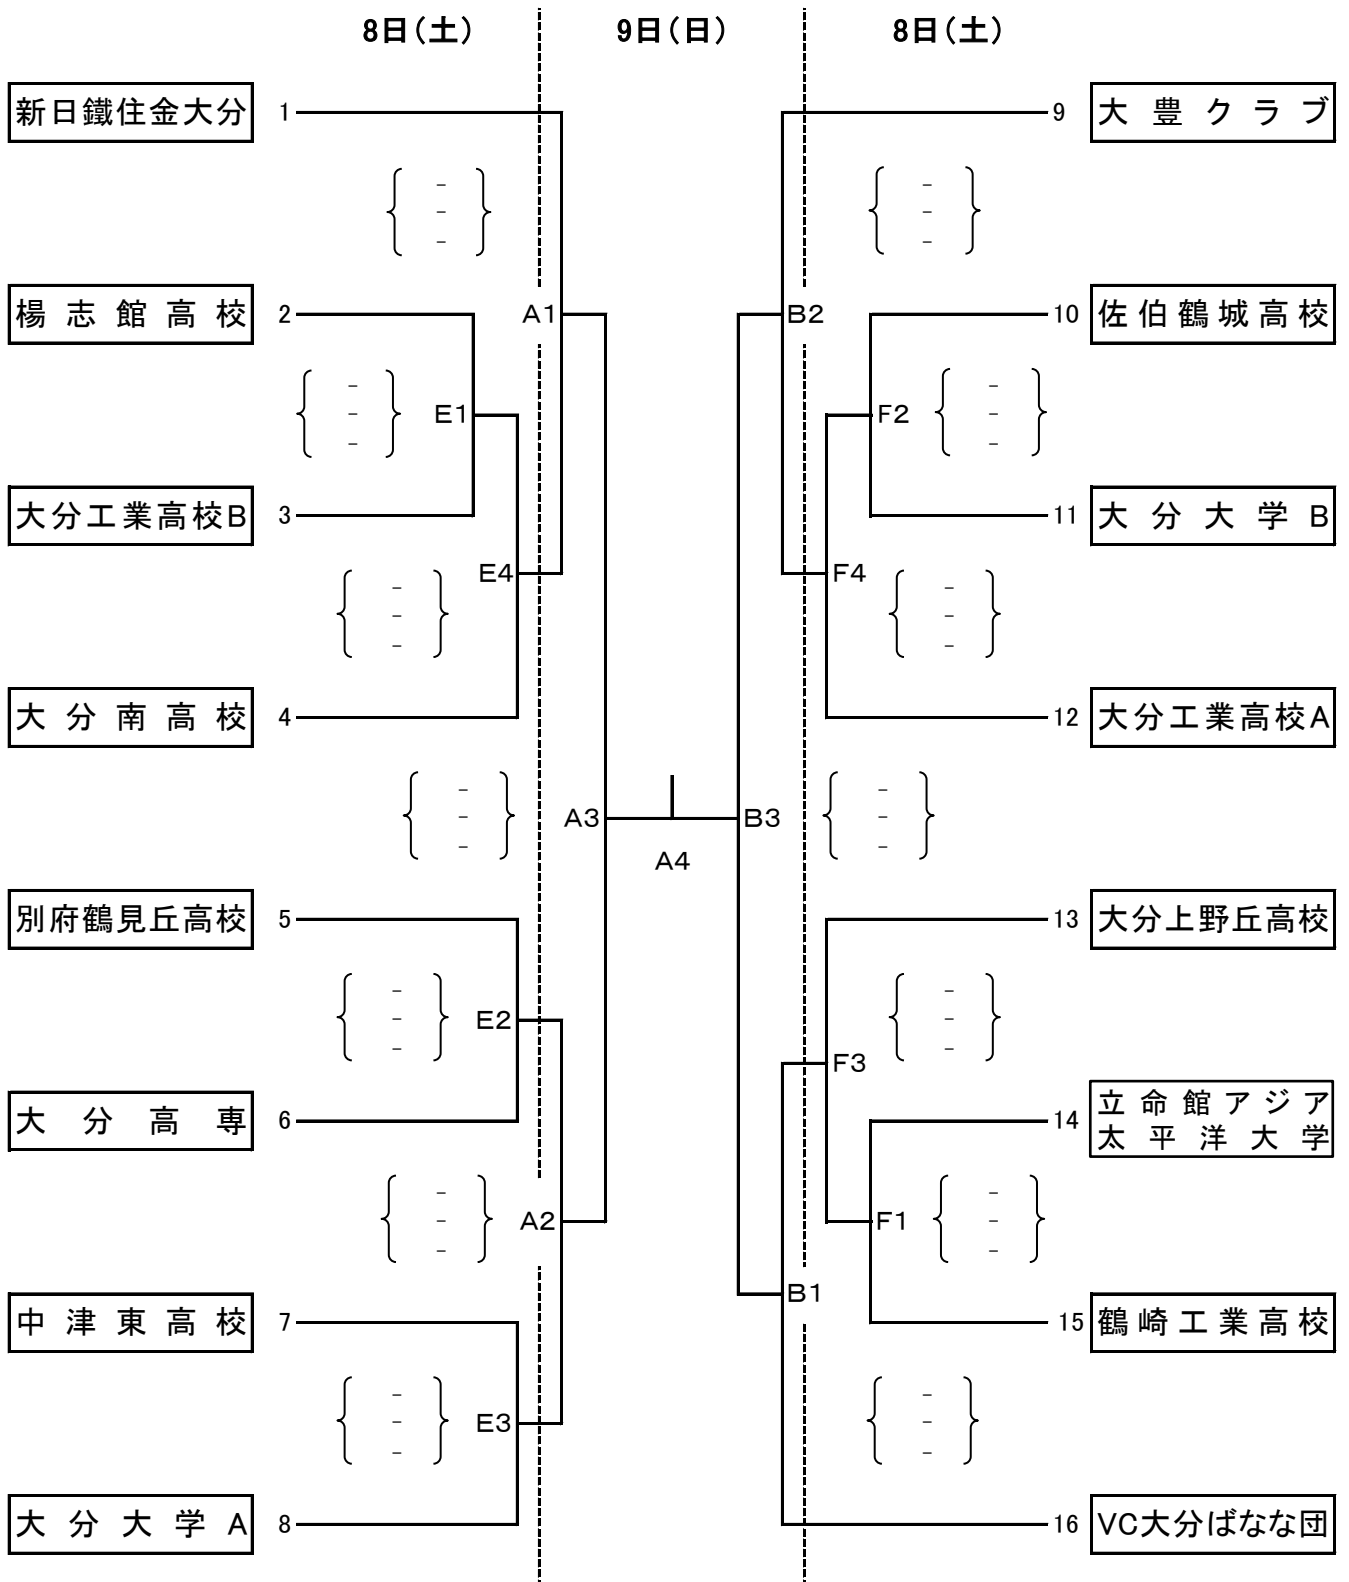 8日（土）
9日（日）
8日（土）
新日鐵住金大分 1
9 大豊クラブ
-
-
-
-
-
-
楊志館高校 2
A1
B2
10 佐伯鶴城高校
-
-
-
E1
F2
-
-
-
大分工業高校B 3
11 大分大学B
-
-
-
E4
F4
-
-
-
大分南高校 4
12 大分工業高校A
-
-
-
A3
B3
-
-
-
A4
別府鶴見丘高校 5
13 大分上野丘高校
-
-
-
E2
F3
-
-
-
大分高専 6
14 立命館アジア
太平洋大学
-
-
-
A2
F1
-
-
-
B1
中津東高校 7
15 鶴崎工業高校
-
-
-
E3
-
-
-
大分大学A 8
16 VC大分ばなな団